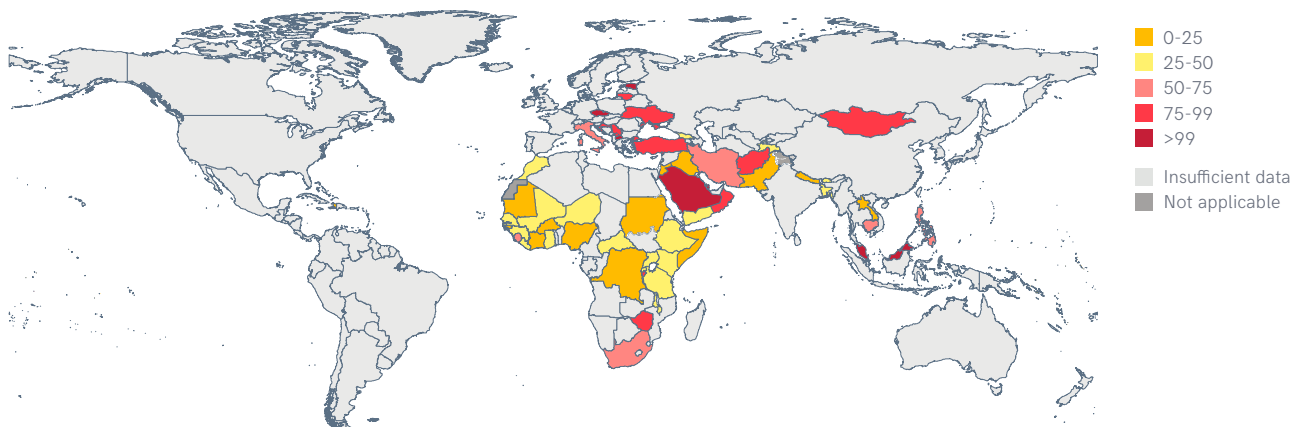 0-25
25-50
50-75
75-99
>99
Insufficient data
Not applicable